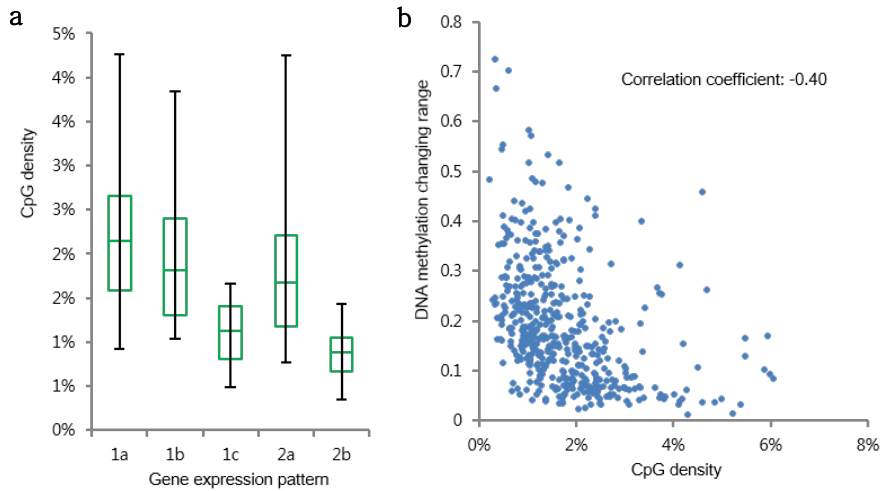 a
5%
4%
4%
3%
3%
2%
2%
1%
1%
0%
CpG density
1a 1b 1c 2a 2b
Gene expression pattern
b
0.8
0.7
0.6
0.5
0.4
0.3
0.2
0.1
0
DNA methylation changing range
Correlation coefficient: -0.40
0% 2% 4% 6% 8%
CpG density